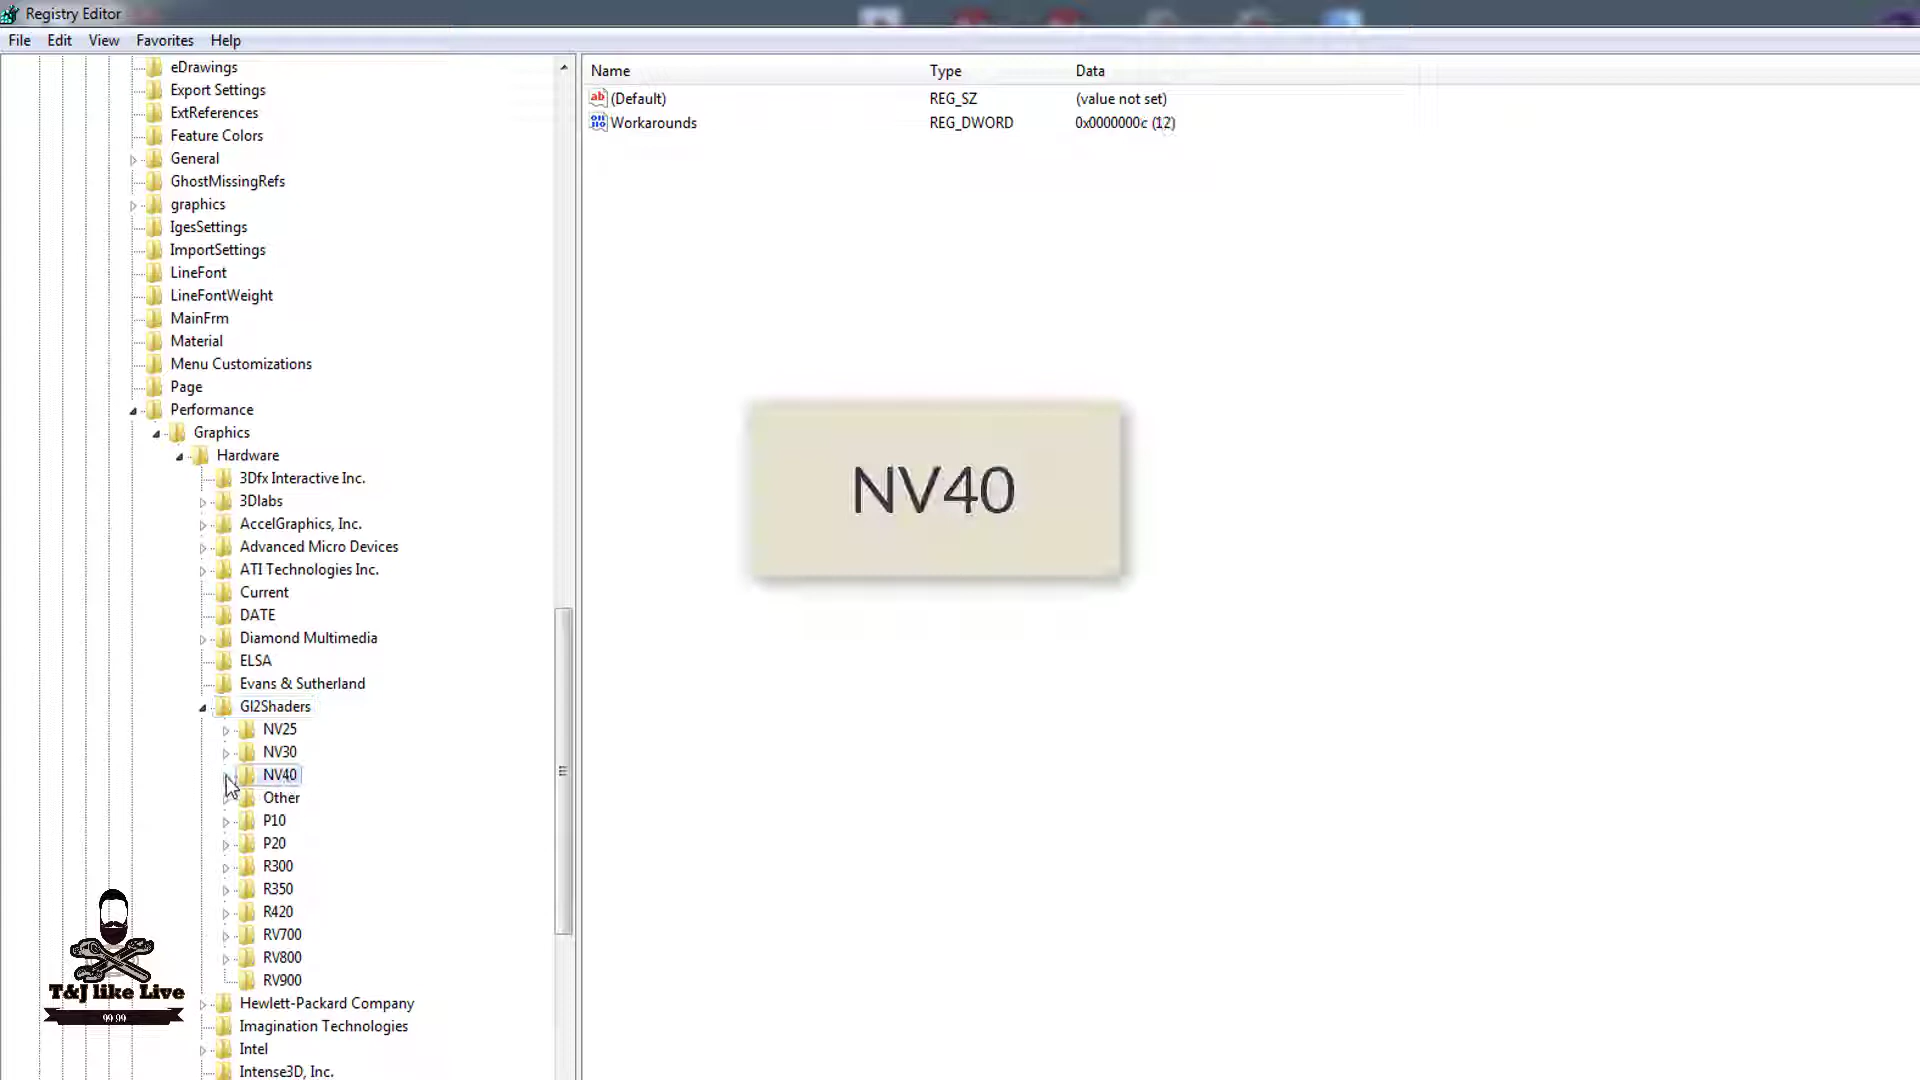 Registry Editor
File Edit View Favorites Help
eDrawings
Export Settings
ExtReferences
Feature Colors
General
GhostMissingRefs
graphics
IgesSettings
ImportSettings
LineFont
LineFontWeight
MainFrm
Material
Menu Customizations
Page
Performance
Graphics
Hardware
3Dfx Interactive Inc.
3Dlabs
AccelGraphics, Inc.
Advanced Micro Devices
ATI Technologies Inc.
Current
DATE
Diamond Multimedia
ELSA
Evans & Sutherland
Gl2Shaders
NV25
NV30
NV40
Other
P10
P20
R300
R350
R420
RV700
RV800
RV900
Hewlett-Packard Company
Imagination Technologies
Intel
Intense3D, Inc.
Name Type Data
(Default) REG_SZ (value not set)
Workarounds REG_DWORD 0x0000000c (12)
NV40
T&J like Live
99.99